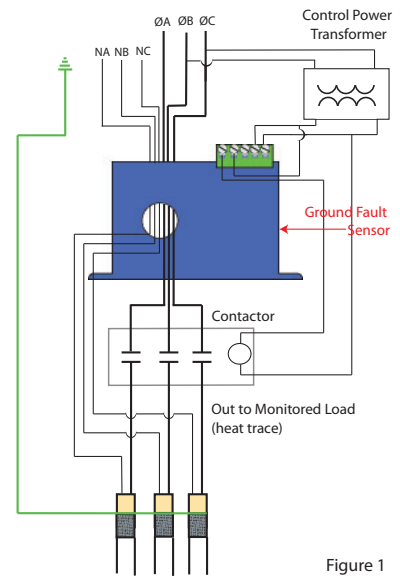 Control Power
Transformer
ØA
ØB
ØC
NA
NB
NC
Ground Fault
Sensor
Contactor
Out to Monitored Load
(heat trace)
Figure 1